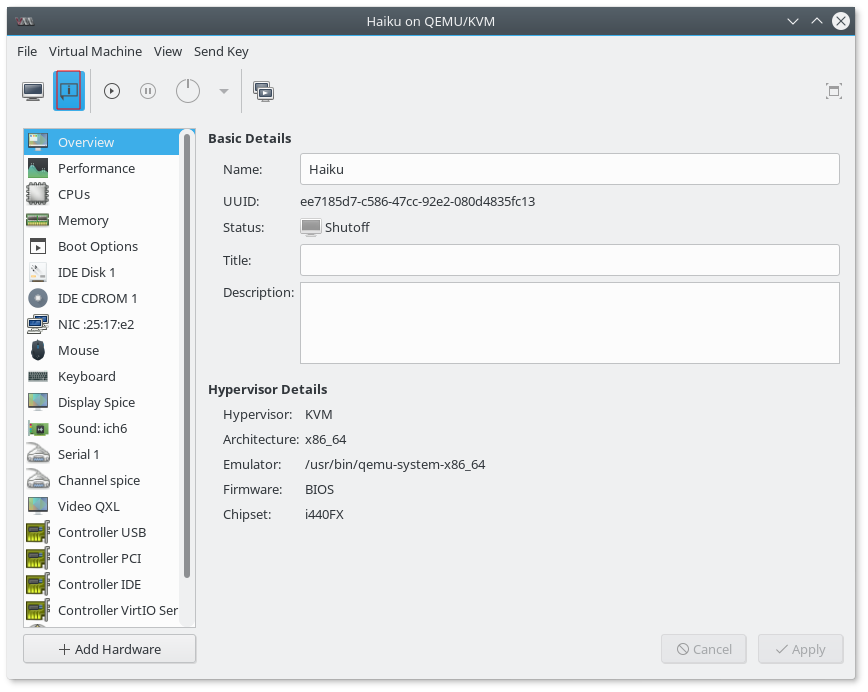 Haiku on QEMU/KVM
File Virtual Machine View Send Key
Overview
Performance
CPUs
Memory
Boot Options
IDE Disk 1
IDE CDROM 1
NIC :25:17:e2
Mouse
Keyboard
Display Spice
Sound: ich6
Serial 1
Channel spice
Video QXL
Controller USB
Controller PCI
Controller IDE
Controller VirtIO Ser
Add Hardware
Basic Details
Name: Haiku
UUID: ee7185d7-c586-47cc-92e2-080d4835fc13
Status: Shutoff
Title:
Description:
Hypervisor Details
Hypervisor: KVM
Architecture: x86_64
Emulator: /usr/bin/qemu-system-x86_64
Firmware: BIOS
Chipset: i440FX
Cancel Apply